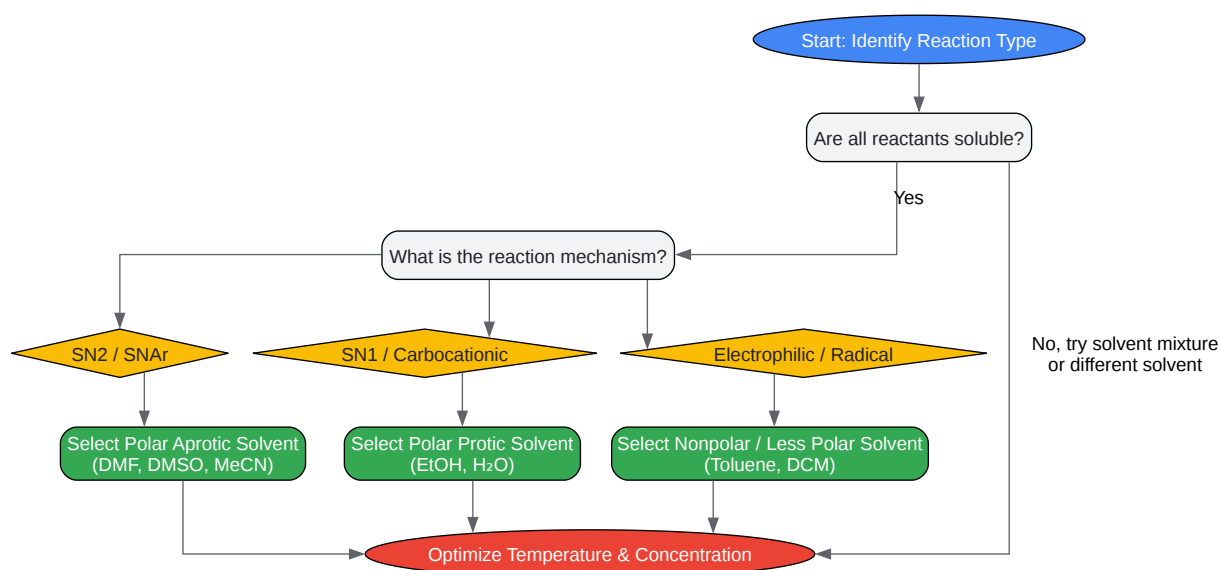 Start: Identify Reaction Type
Are all reactants soluble?
Yes
What is the reaction mechanism?
SN2 / SNAr
SN1 / Carbocationic
Electrophilic / Radical
No, try solvent mixture
or different solvent
Select Polar Aprotic Solvent
(DMF, DMSO, MeCN)
Select Polar Protic Solvent
(EtOH, H₂O)
Select Nonpolar / Less Polar Solvent
(Toluene, DCM)
Optimize Temperature & Concentration